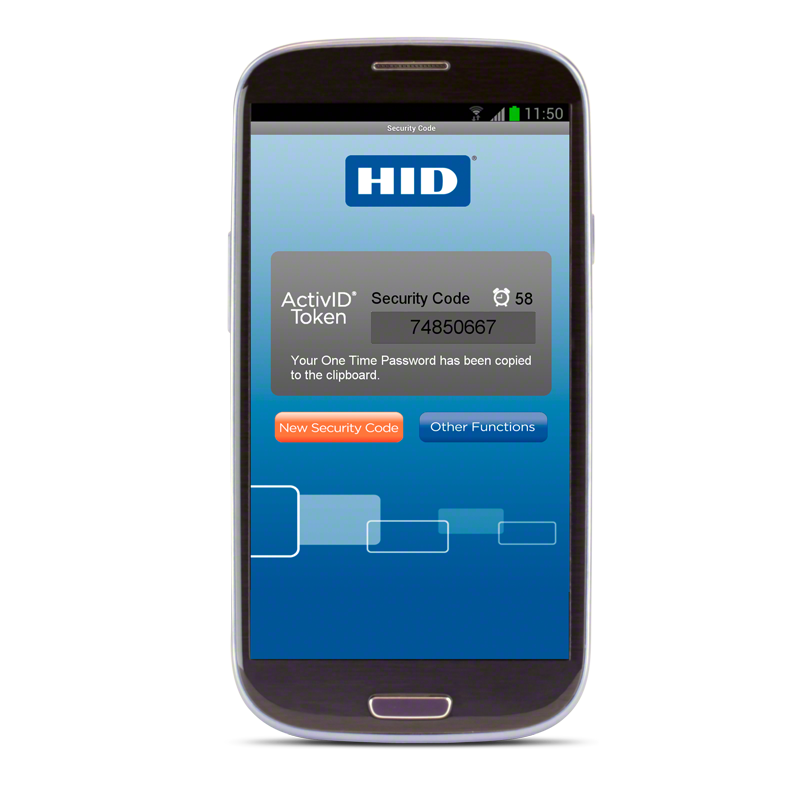 11:50
Security Code
HID®
ActivID®
Token
Security Code
58
74850667
Your One Time Password has been copied
to the clipboard.
New Security Code
Other Functions